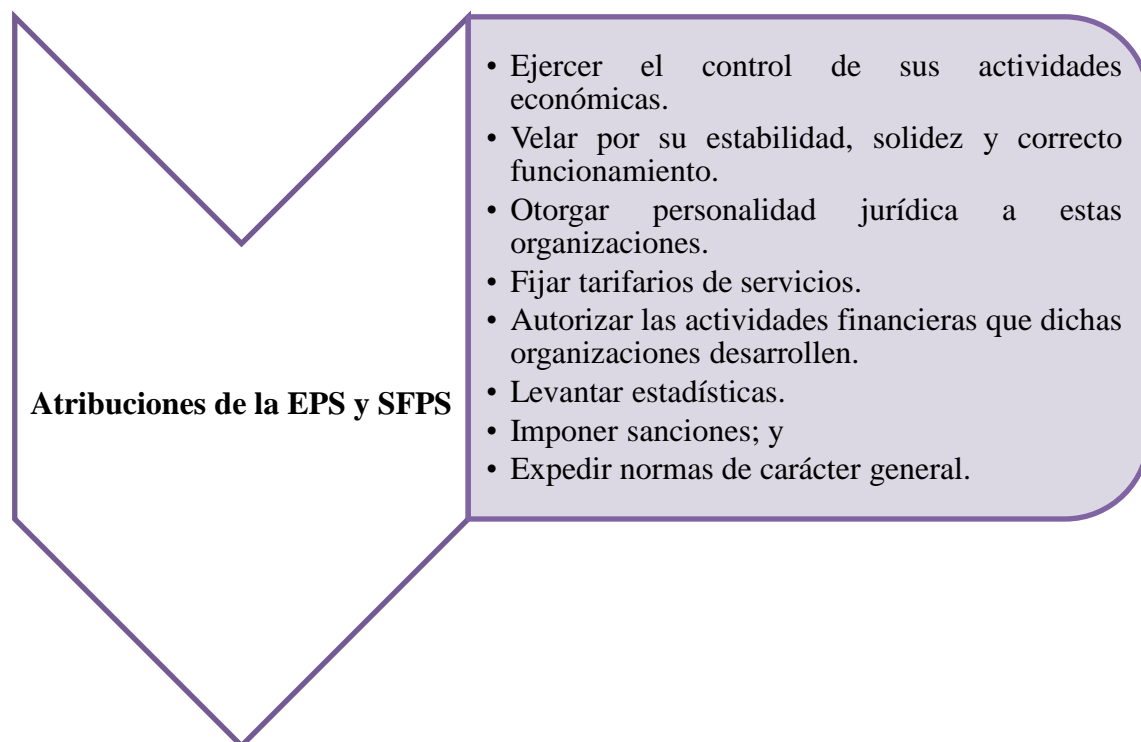 Atribuciones de la EPS y SFPS
• Ejercer el control de sus actividades
económicas.
• Velar por su estabilidad, solidez y correcto
funcionamiento.
• Otorgar personalidad jurídica a estas
organizaciones.
• Fijar tarifarios de servicios.
• Autorizar las actividades financieras que dichas
organizaciones desarrollen.
• Levantar estadísticas.
• Imponer sanciones; y
• Expedir normas de carácter general.